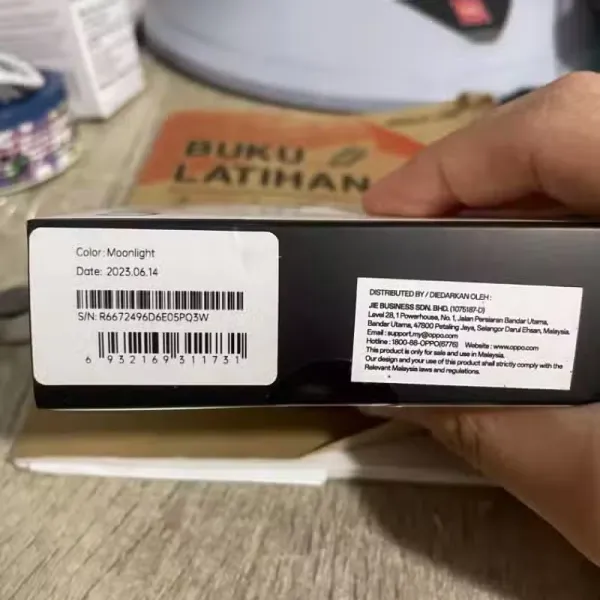 BUKU
LATIHAN
Color: Moonlight
Date: 2023.06.14
S/N: R6672496D6E05PQ3W
6 932169 311731
DISTRIBUTED BY / DIEDARKAN OLEH :
JIE BUSINESS SDN. BHD. (1075187-D)
Level 28, 1 Powerhouse, No. 1, Jalan Persiaran Bandar Utama,
Bandar Utama, 47800 Petaling Jaya, Selangor Darul Ehsan, Malaysia.
Email : support.my@oppo.com
Hotline : 1800-88-OPPO(6776) Website : www.oppo.com
This product is only for sale and use in Malaysia.
Our design and your use of this product shall strictly comply with the
Relevant Malaysia laws and regulations.